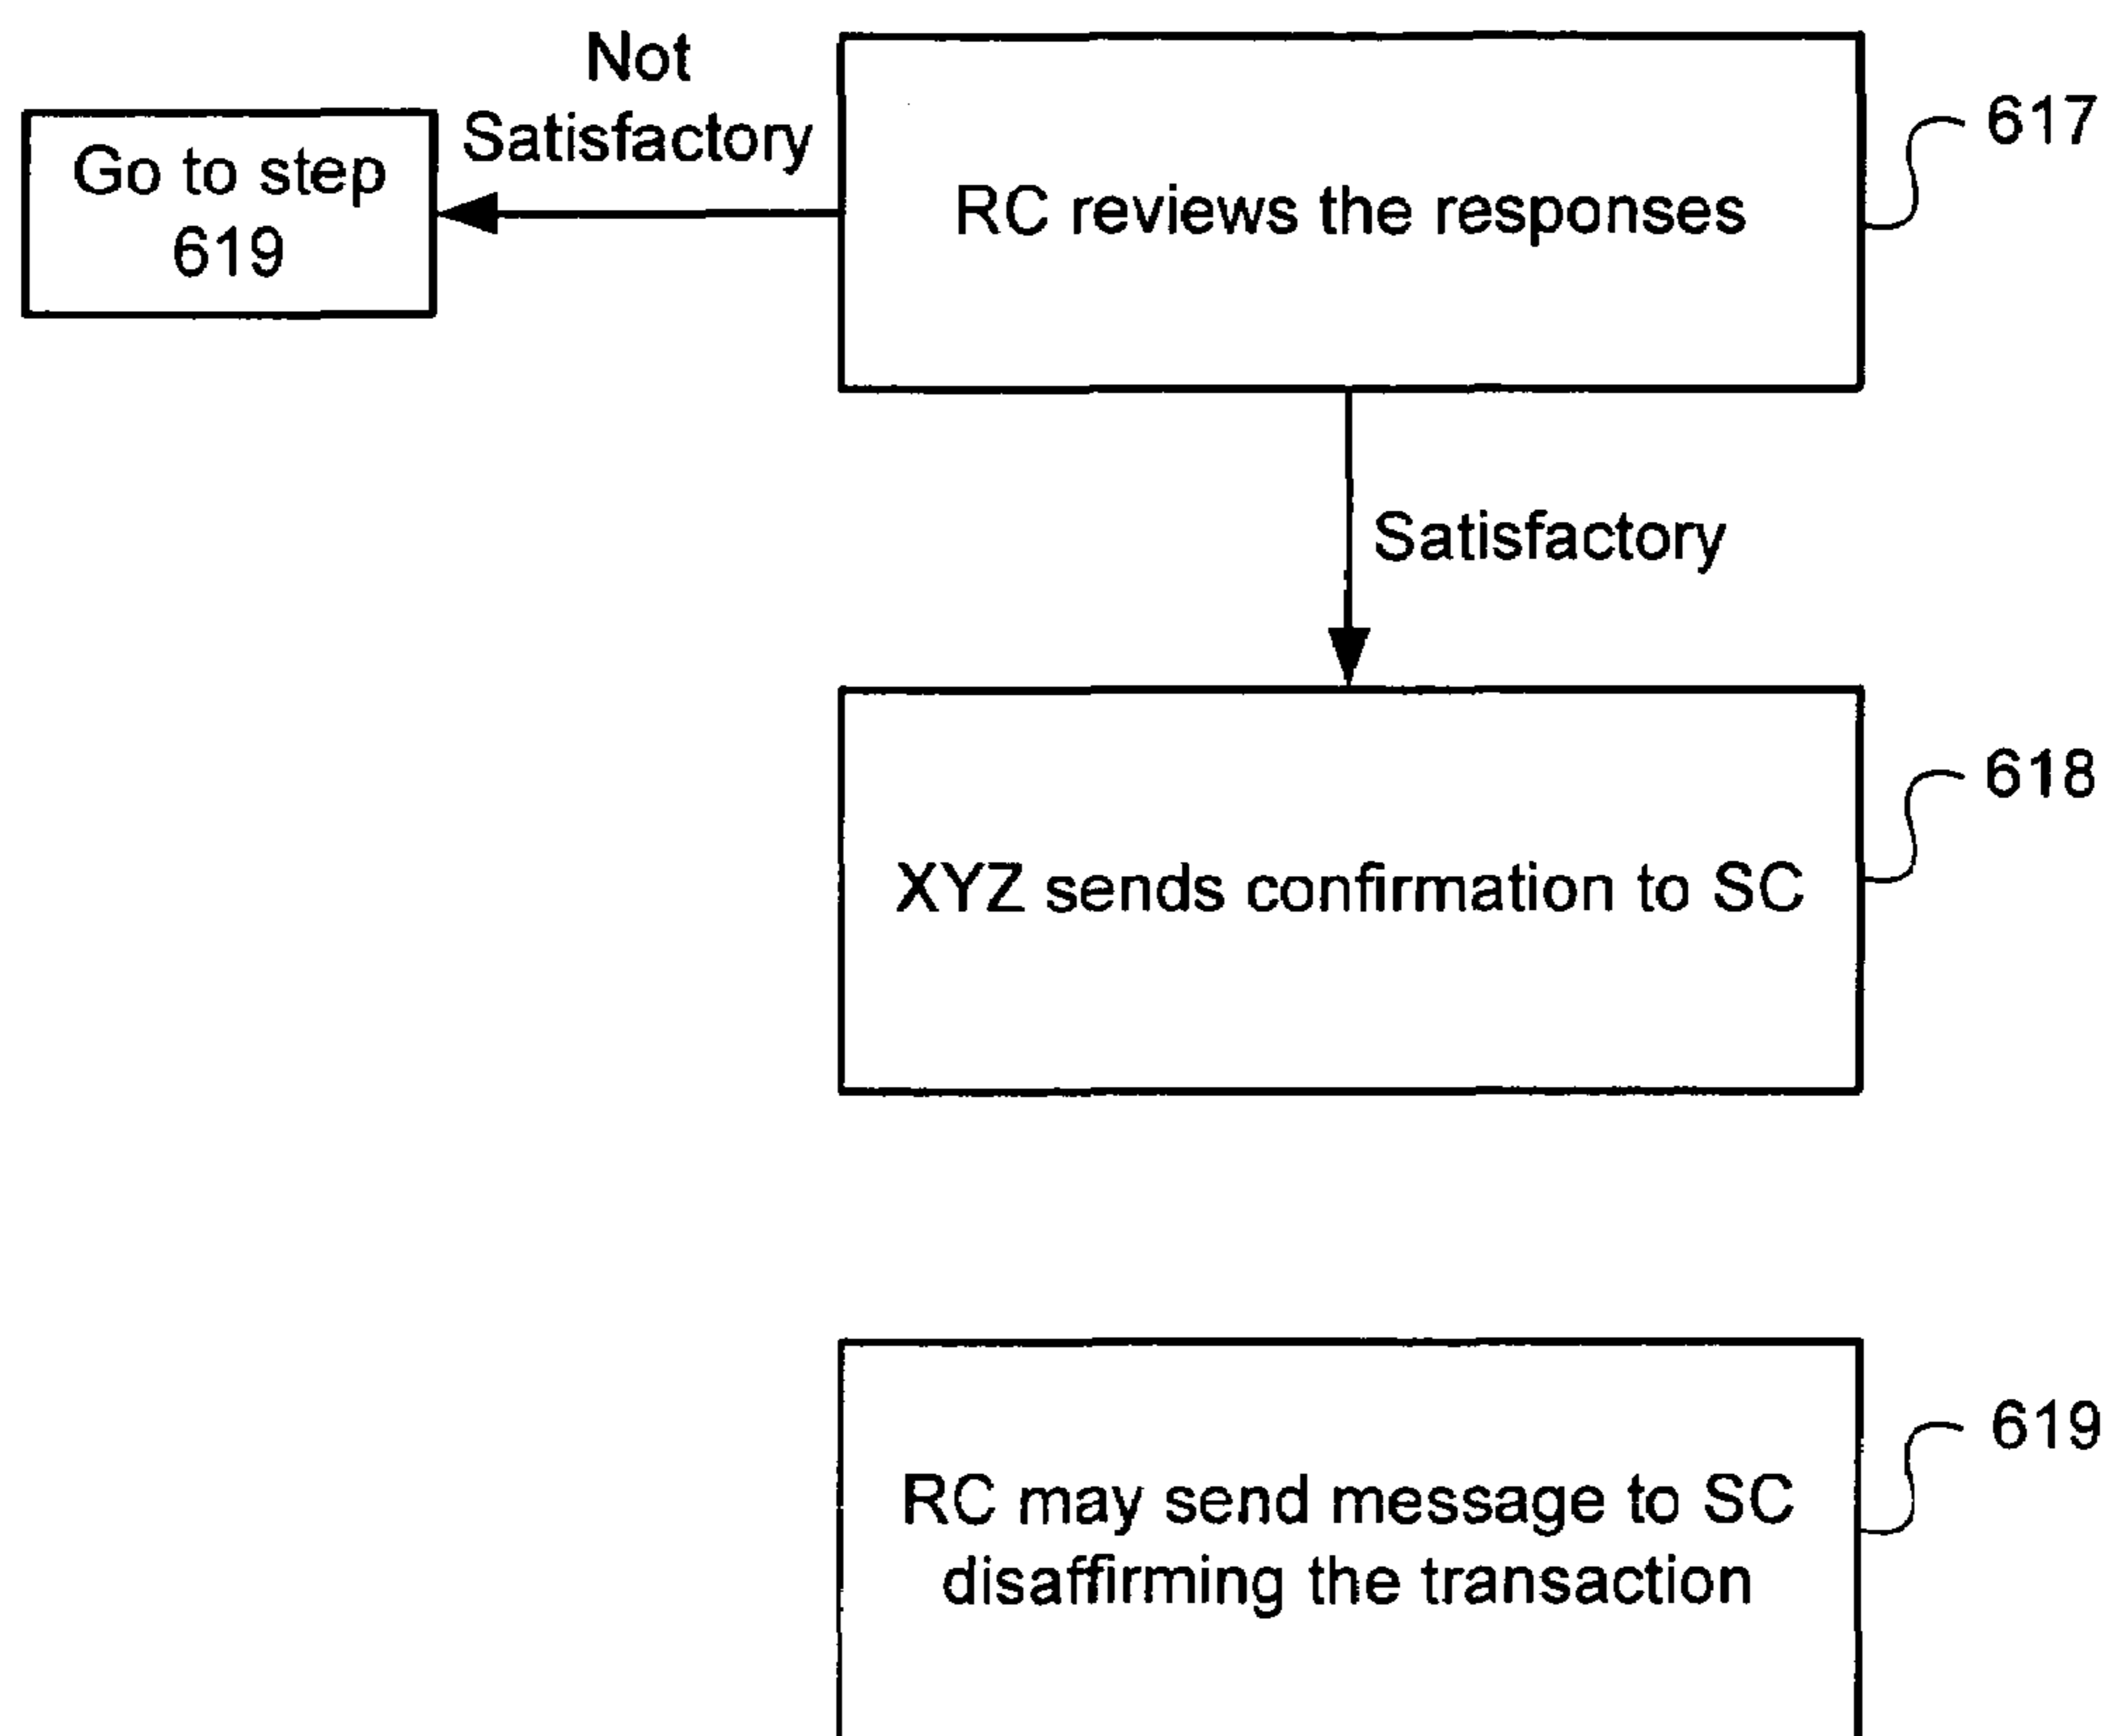 Not
Satisfactory
Go to step
619
RC reviews the responses
617
Satisfactory
XYZ sends confirmation to SC
618
RC may send message to SC
disaffirming the transaction
619